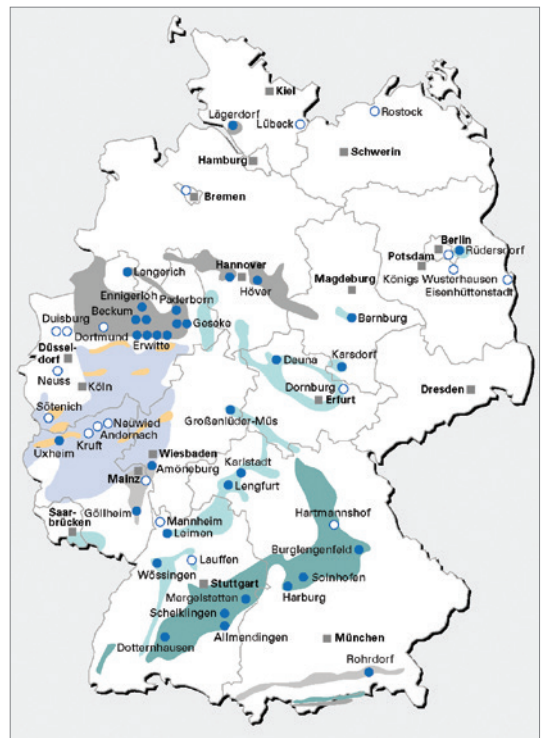 Kiel
Lägerdorf
Lübeck
Rostock
Hamburg
Schwerin
Bremen
Berlin
Rüdersdorf
Potsdam
Königs Wusterhausen
Eisenhüttenstadt
Hannover
Höver
Magdeburg
Bernburg
Lengerich
Ennigerloh
Paderborn
Beckum
Geseke
Duisburg
Dortmund
Erwitte
Düssel-
dorf
Neuss
Köln
Deuna
Karsdorf
Dornburg
Erfurt
Dresden
Sötenich
Neuwied
Andernach
Kruft
Üxheim
Großenlüder-Müs
Wiesbaden
Amöneburg
Mainz
Karlstadt
Lengfurt
Göllheim
Saar-
brücken
Mannheim
Leimen
Hartmannshof
Burglengenfeld
Lauffen
Wössingen
Stuttgart
Solnhofen
Harburg
Mergelstetten
Schelklingen
Allmendingen
Dotternhausen
München
Rohrdorf